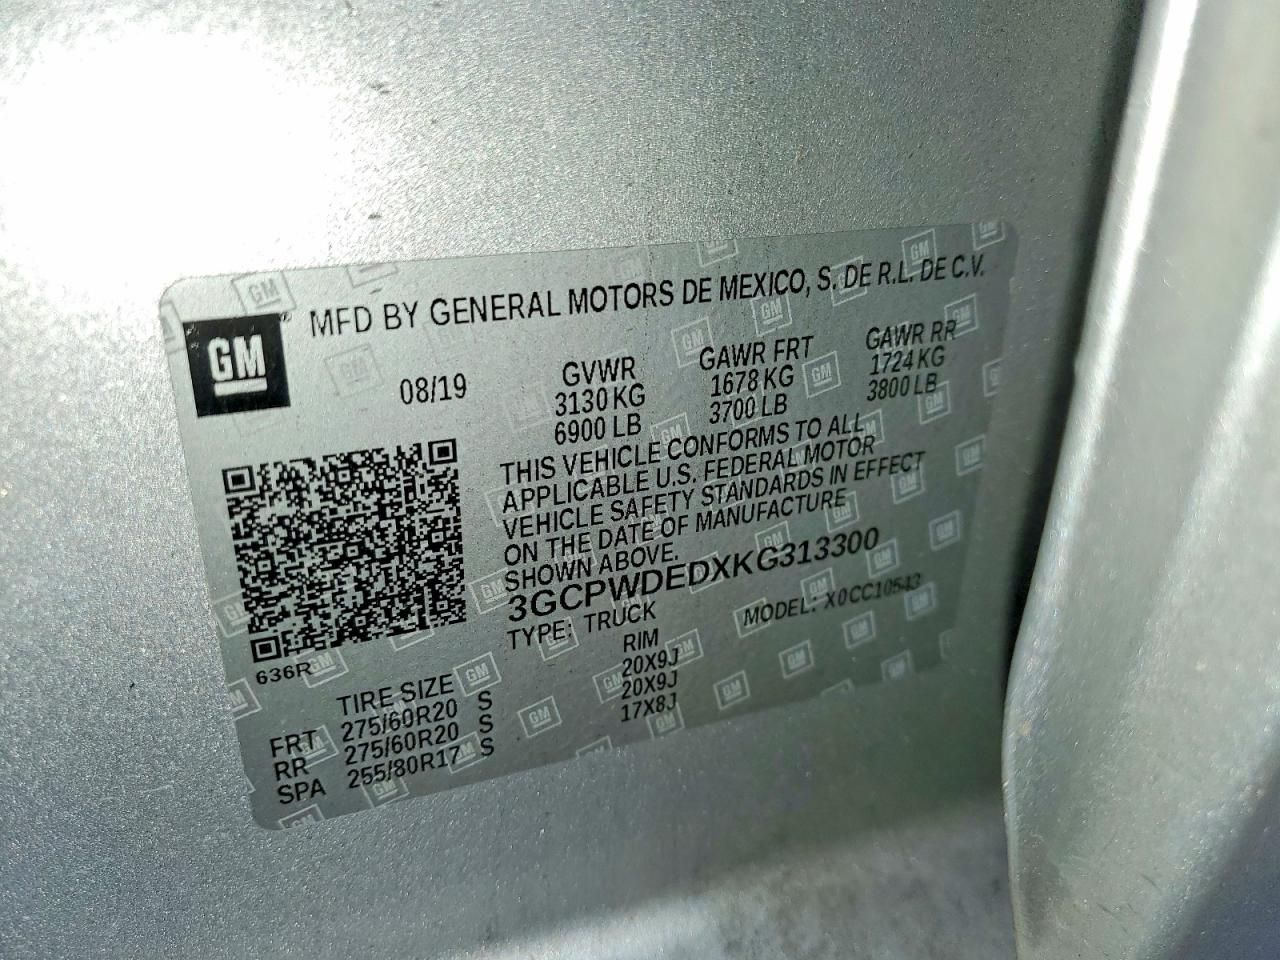 MFD BY GENERAL MOTORS DE MEXICO, S. DE R.L. DE C.V.
GM
08/19
GVWR GAWR FRT GAWR RR
3130 KG 1678 KG 1724 KG
6900 LB 3700 LB 3800 LB
THIS VEHICLE CONFORMS TO ALL
APPLICABLE U.S. FEDERAL MOTOR
VEHICLE SAFETY STANDARDS IN EFFECT
ON THE DATE OF MANUFACTURE
SHOWN ABOVE.
3GCPWDEDXKG313300
TYPE: TRUCK MODEL: X0CC10543
636R
TIRE SIZE RIM
FRT 275/60R20 S 20X9J
RR 275/60R20 S 20X9J
SPA 255/80R17 S 17X8J